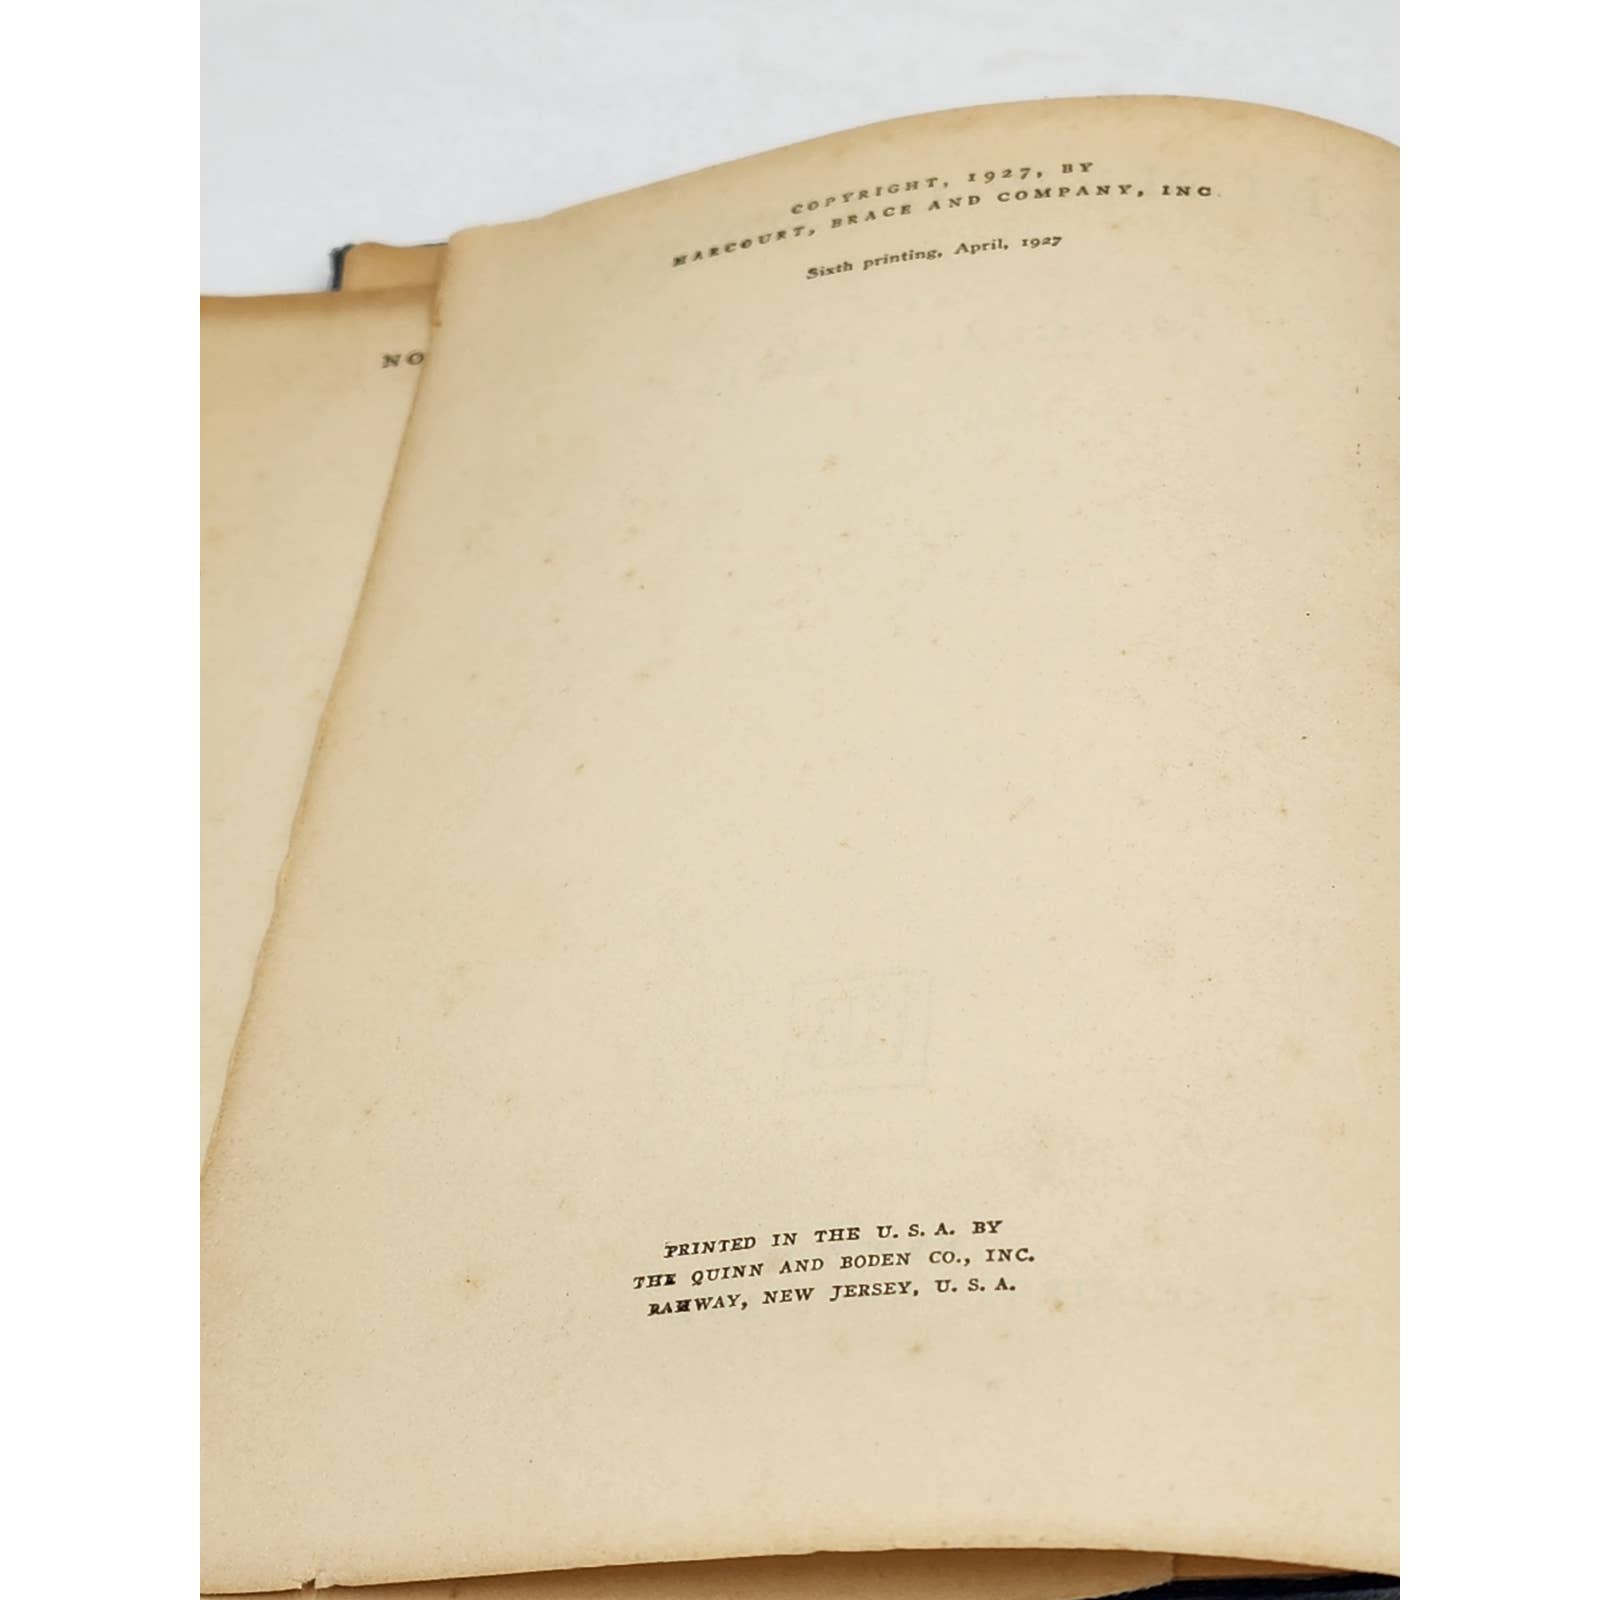 COPYRIGHT, 1927, BY
HARCOURT, BRACE AND COMPANY, INC.
Sixth printing, April, 1927
NO
PRINTED IN THE U. S. A. BY
THE QUINN AND BODEN CO., INC.
RAHWAY, NEW JERSEY, U. S. A.